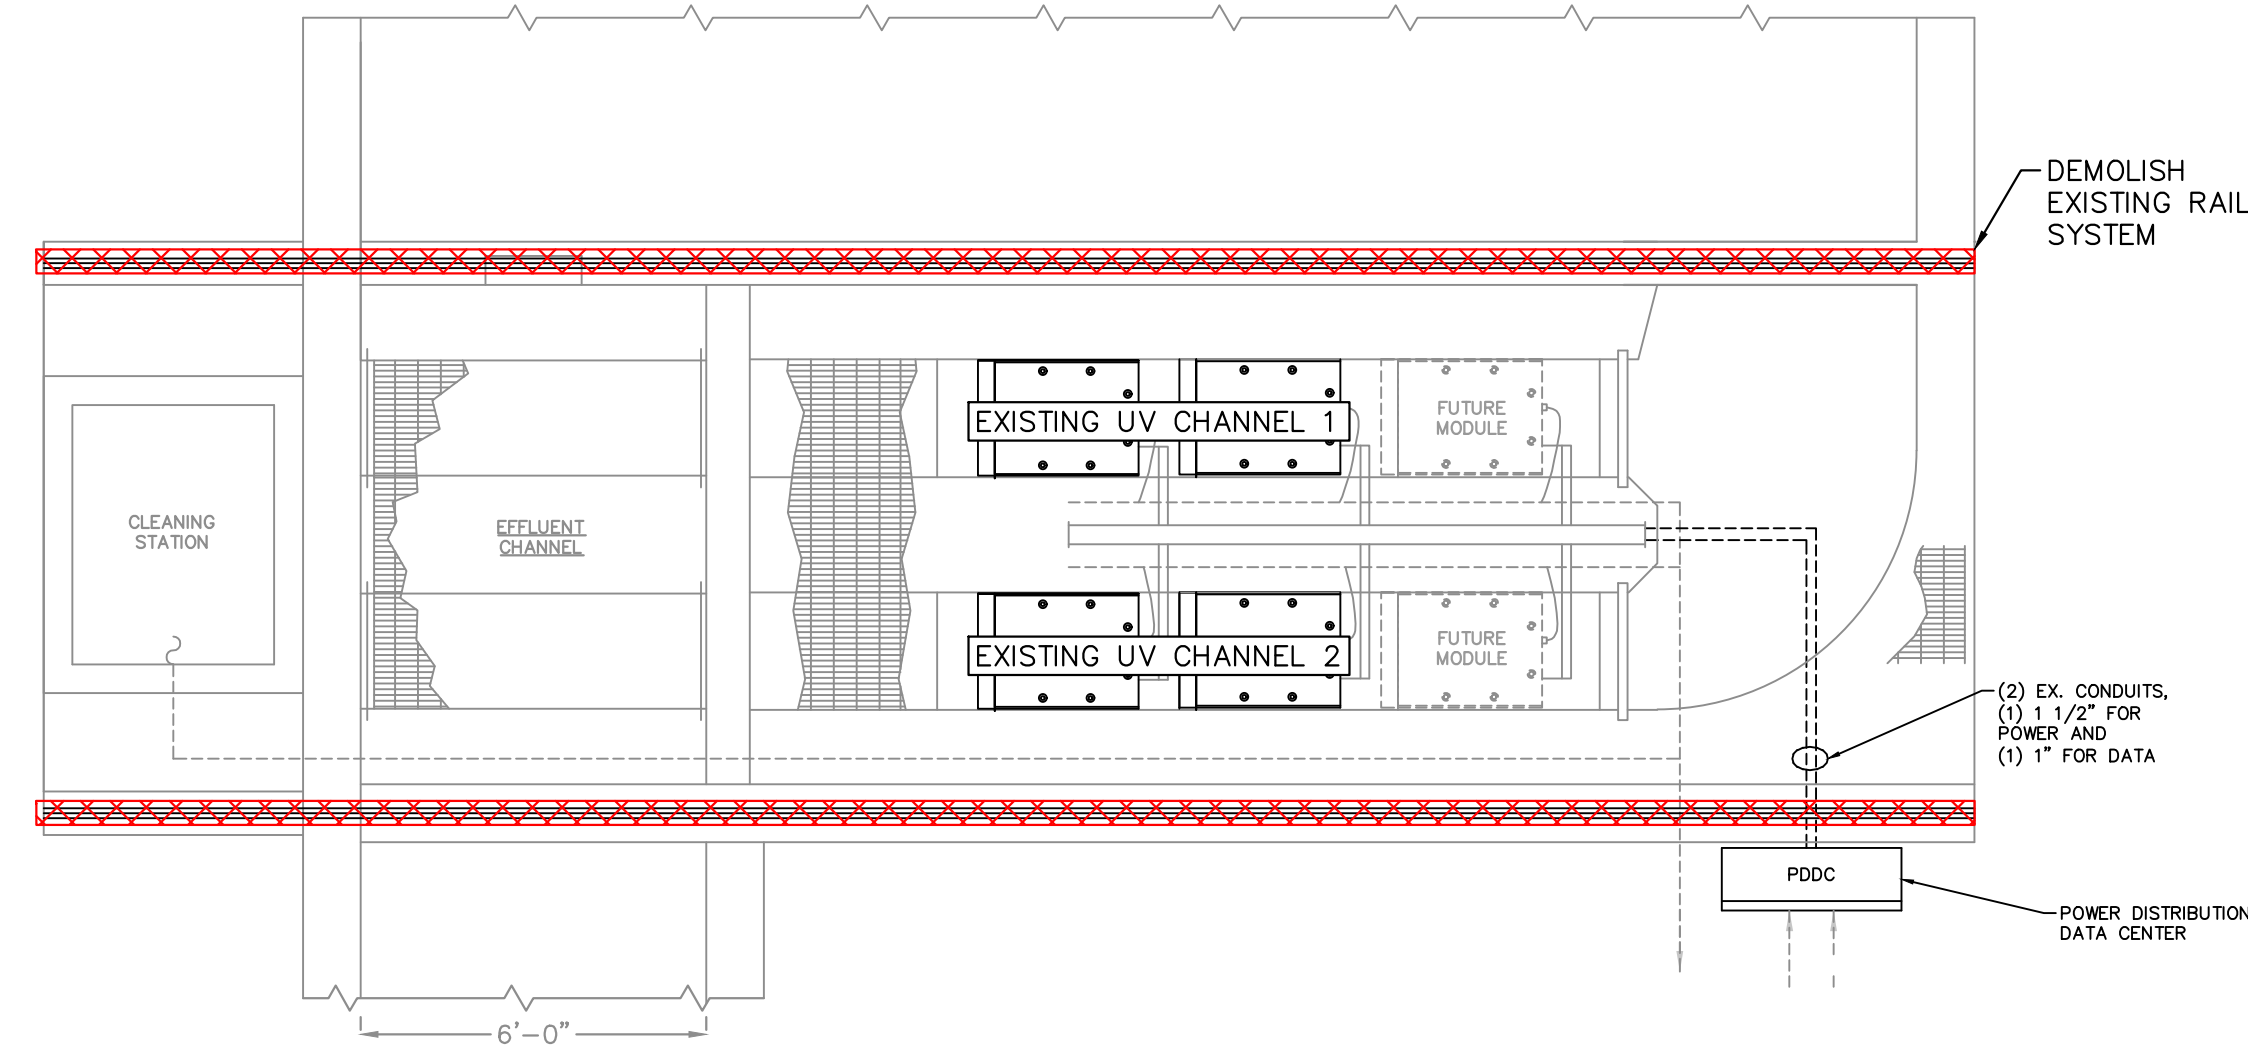 DEMOLISH
EXISTING RAIL
SYSTEM
EXISTING UV CHANNEL 1
FUTURE
MODULE
CLEANING
STATION
EFFLUENT
CHANNEL
EXISTING UV CHANNEL 2
FUTURE
MODULE
(2) EX. CONDUITS,
(1) 1 1/2" FOR
POWER AND
(1) 1" FOR DATA
PDDC
POWER DISTRIBUTION
DATA CENTER
6'-0"